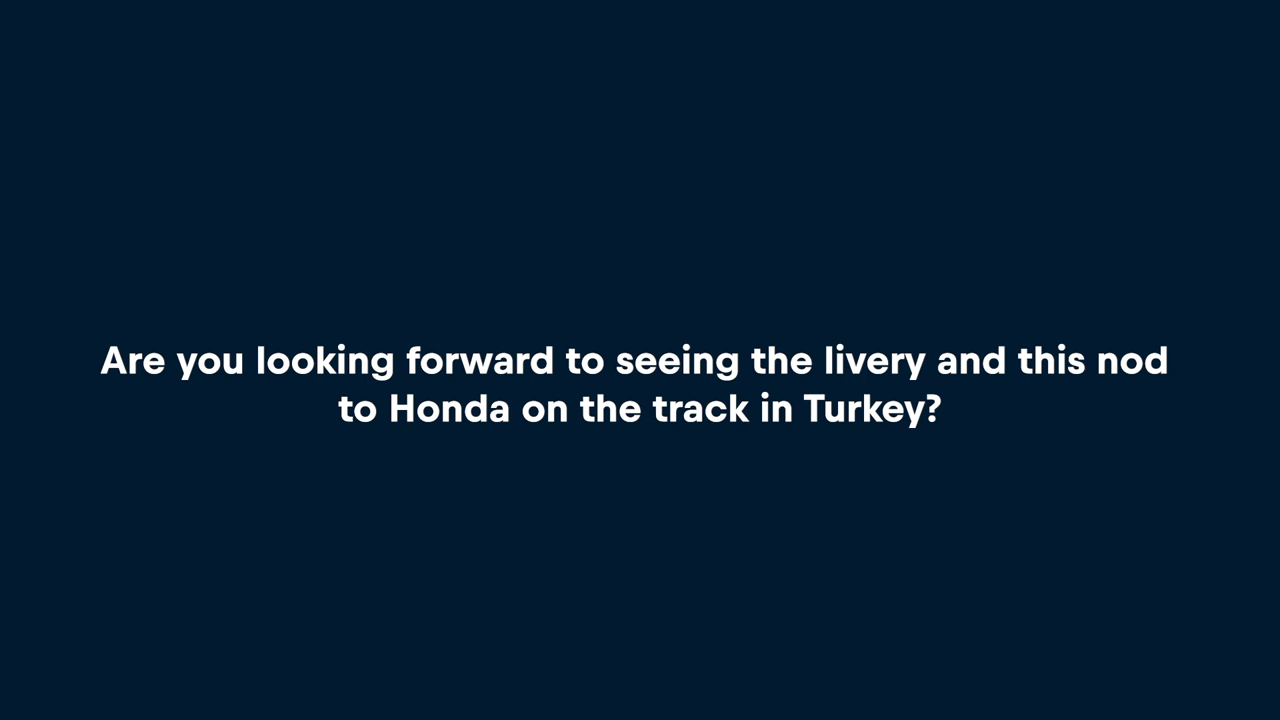 Are you looking forward to seeing the livery and this nod
to Honda on the track in Turkey?